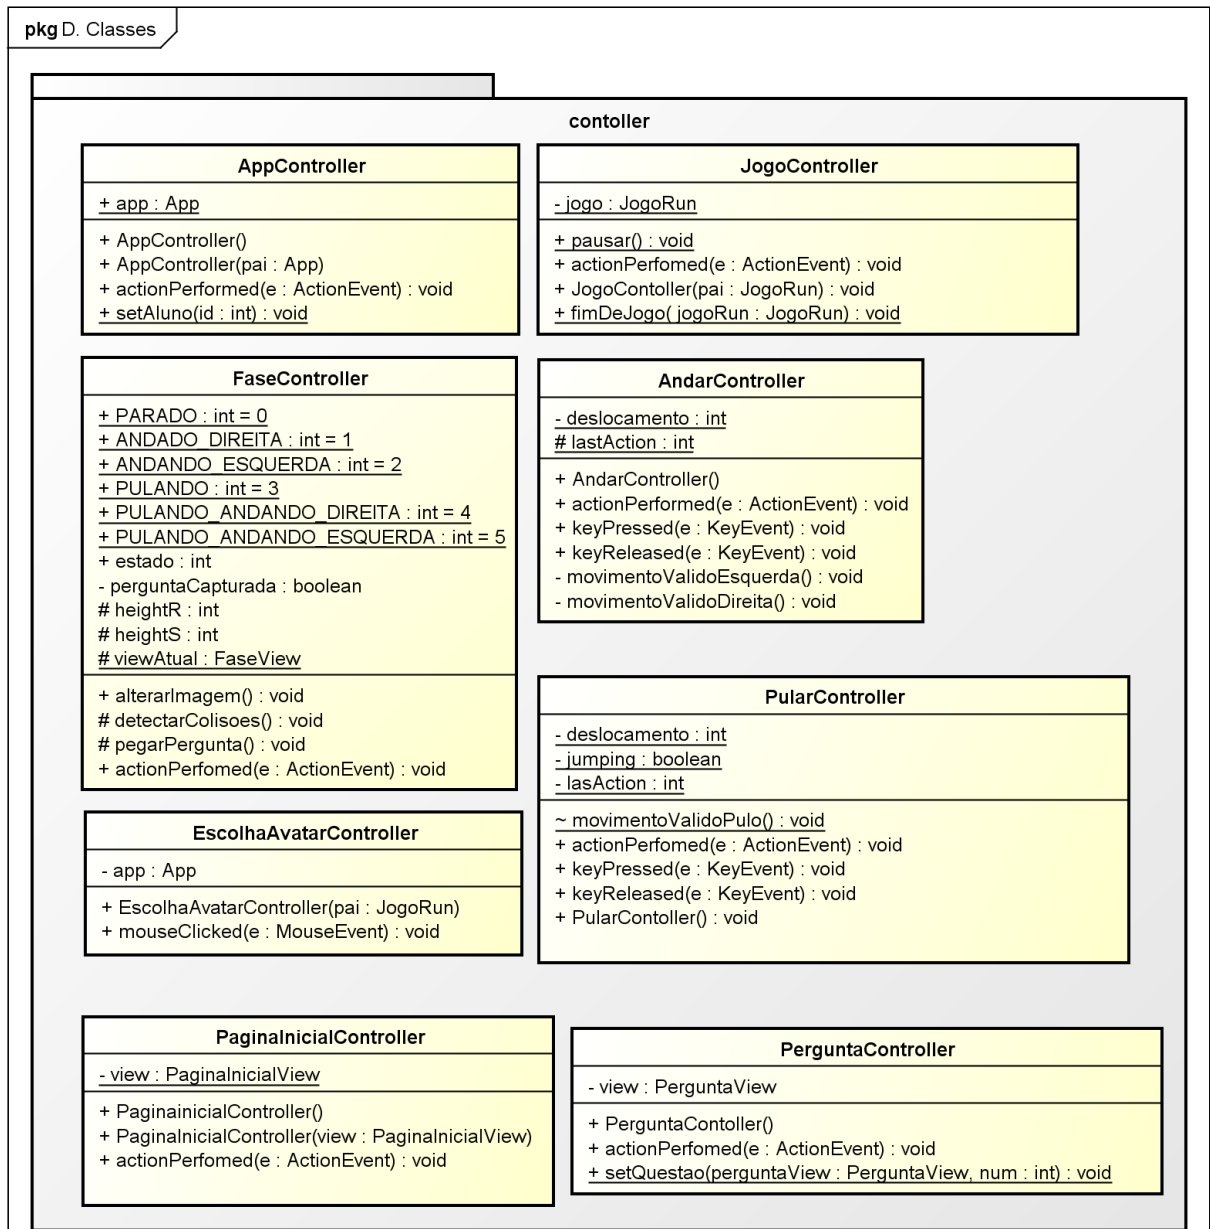 pkg D. Classes
contoller
AppController
+ app : App
+ AppController()
+ AppController(pai : App)
+ actionPerformed(e : ActionEvent) : void
+ setAluno(id : int) : void
JogoController
- jogo : JogoRun
+ pausar() : void
+ actionPerfomed(e : ActionEvent) : void
+ JogoContoller(pai : JogoRun) : void
+ fimDeJogo( jogoRun : JogoRun) : void
FaseController
+ PARADO : int = 0
+ ANDADO_DIREITA : int = 1
+ ANDANDO_ESQUERDA : int = 2
+ PULANDO : int = 3
+ PULANDO_ANDANDO_DIREITA : int = 4
+ PULANDO_ANDANDO_ESQUERDA : int = 5
+ estado : int
- perguntaCapturada : boolean
# heightR : int
# heightS : int
# viewAtual : FaseView
+ alterarImagem() : void
# detectarColisoes() : void
# pegarPergunta() : void
+ actionPerfomed(e : ActionEvent) : void
AndarController
- deslocamento : int
# lastAction : int
+ AndarController()
+ actionPerformed(e : ActionEvent) : void
+ keyPressed(e : KeyEvent) : void
+ keyReleased(e : KeyEvent) : void
- movimentoValidoEsquerda() : void
- movimentoValidoDireita() : void
PularController
- deslocamento : int
- jumping : boolean
- lasAction : int
~ movimentoValidoPulo() : void
+ actionPerfomed(e : ActionEvent) : void
+ keyPressed(e : KeyEvent) : void
+ keyReleased(e : KeyEvent) : void
+ PularContoller() : void
EscolhaAvatarController
- app : App
+ EscolhaAvatarController(pai : JogoRun)
+ mouseClicked(e : MouseEvent) : void
PaginaInicialController
- view : PaginaInicialView
+ PaginainicialController()
+ PaginaInicialController(view : PaginaInicialView)
+ actionPerfomed(e : ActionEvent) : void
PerguntaController
- view : PerguntaView
+ PerguntaContoller()
+ actionPerfomed(e : ActionEvent) : void
+ setQuestao(perguntaView : PerguntaView, num : int) : void